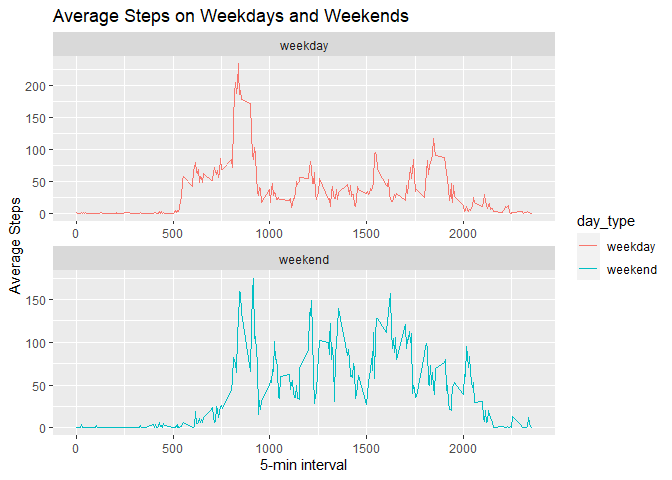 Average Steps on Weekdays and Weekends
weekday
200
150
100
50
0
0 500 1000 1500 2000
Average Steps
weekend
150
100
50
0
0 500 1000 1500 2000
5-min interval
day_type
weekday
weekend